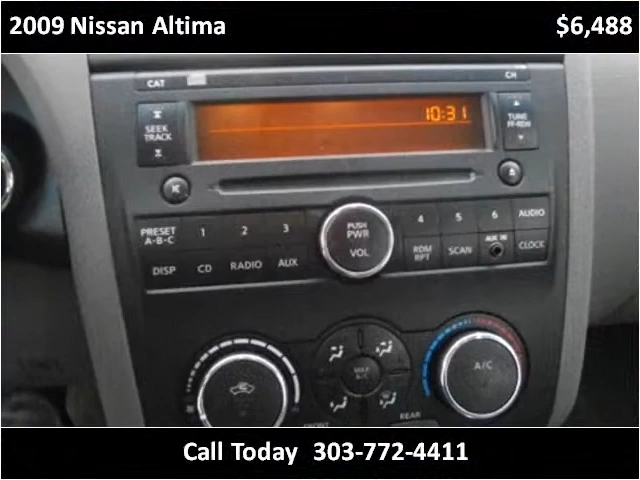 2009 Nissan Altima $6,488
CAT CH
10:31
SEEK TRACK
TUNE FF·REW
PRESET A·B·C 1 2 3
PUSH PWR VOL
4 5 6 AUDIO
DISP CD RADIO AUX
RDM RPT SCAN AUX IN CLOCK
MAX A/C
A/C
FRONT
REAR
Call Today 303-772-4411